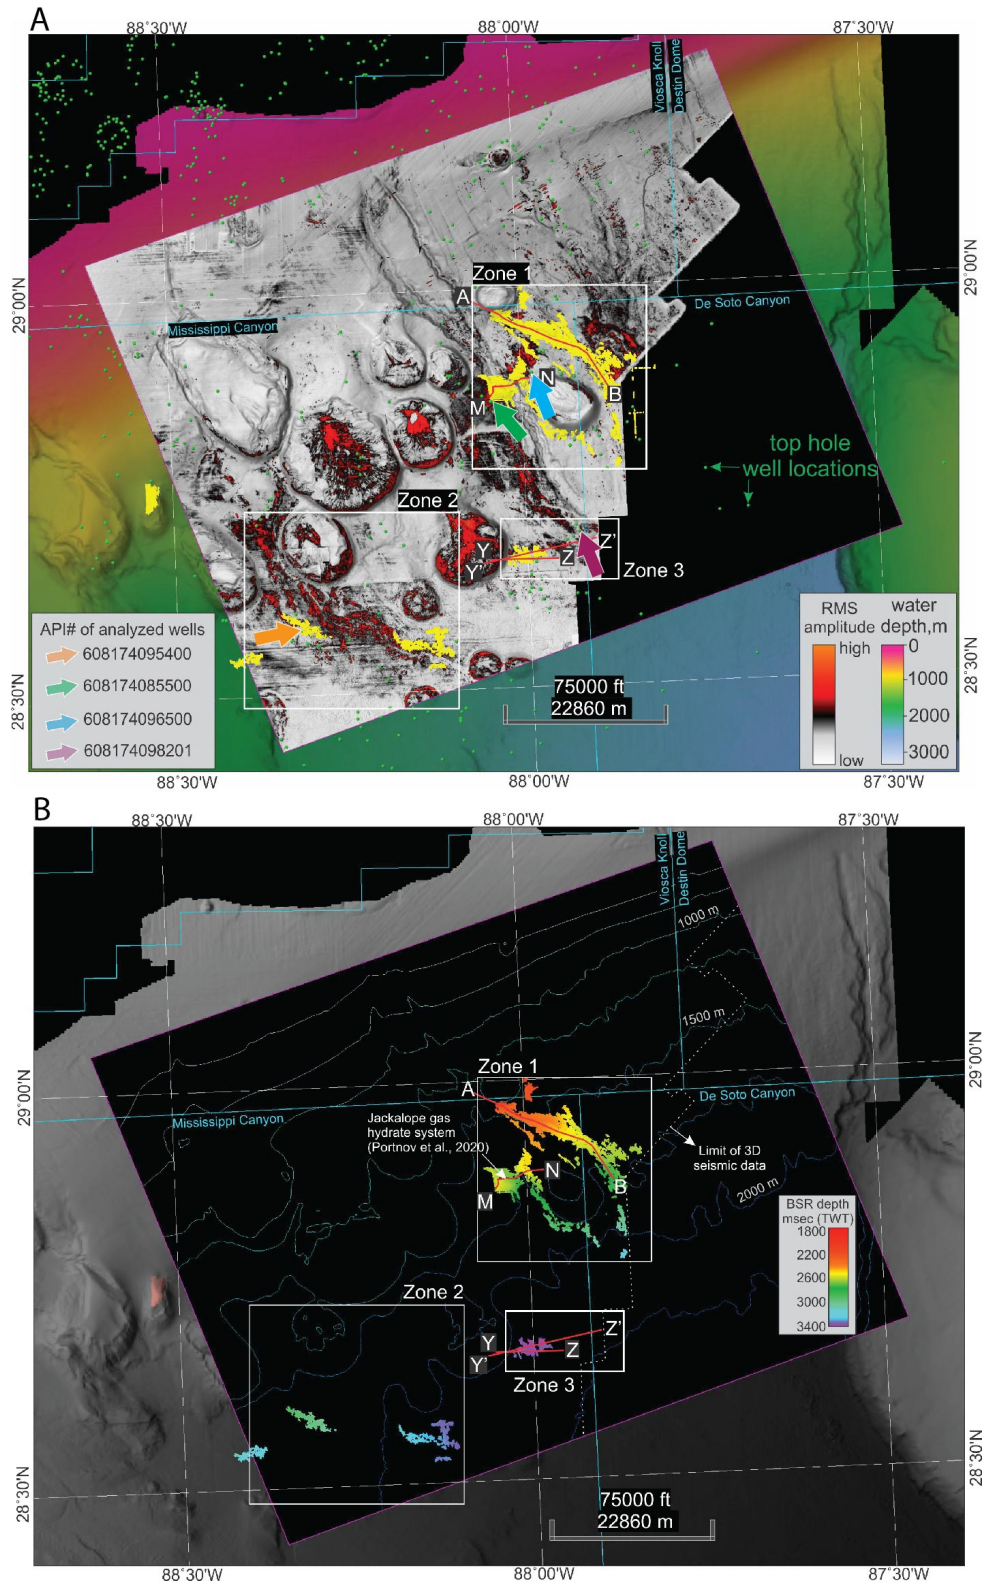 A
88°30'W
88°00'W
87°30'W
Viosca Knoll
Destin Dome
29°00'N
29°00'N
Zone 1
A
De Soto Canyon
Mississippi Canyon
N
B
M
top hole
well locations
Zone 2
Y
Z'
Z
Y'
Zone 3
API# of analyzed wells
608174095400
608174085500
608174096500
608174098201
RMS
amplitude
high
low
water
depth,m
0
1000
2000
3000
75000 ft
22860 m
28°30'N
28°30'N
88°30'W
88°00'W
87°30'W
B
88°30'W
88°00'W
87°30'W
Viosca Knoll
Destin Dome
1000 m
1500 m
29°00'N
29°00'N
Zone 1
A
De Soto Canyon
Mississippi Canyon
Jackalope gas
hydrate system
(Portnov et al., 2020)
N
M
B
Limit of 3D
seismic data
2000 m
BSR depth
msec (TWT)
1800
2200
2600
3000
3400
Zone 2
Z'
Y
Z
Y'
Zone 3
28°30'N
28°30'N
75000 ft
22860 m
88°30'W
88°00'W
87°30'W